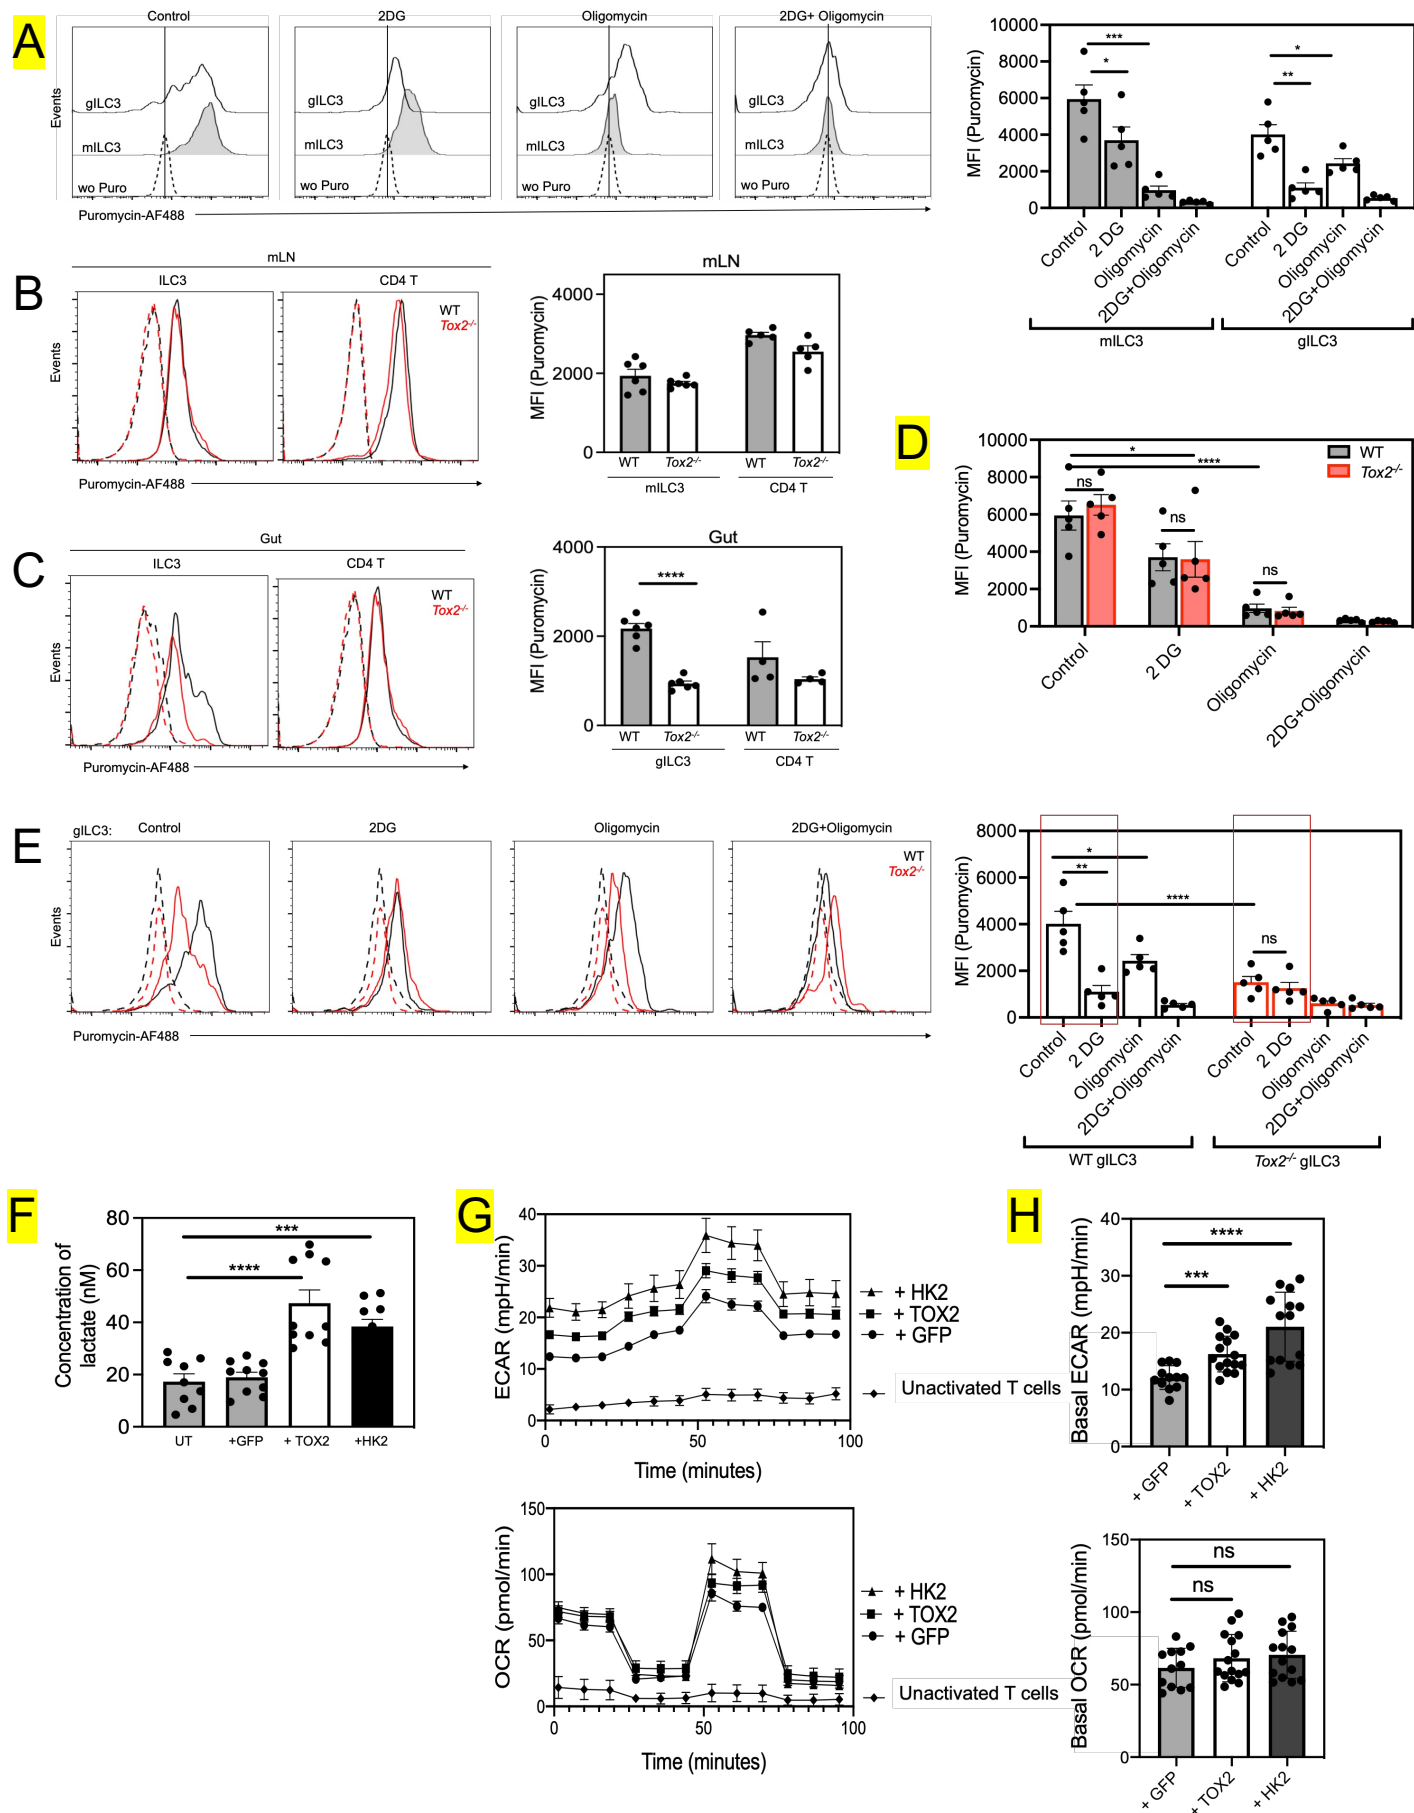 A
Control
2DG
Oligomycin
2DG+ Oligomycin
Events
gILC3
mILC3
wo Puro
gILC3
mILC3
wo Puro
gILC3
mILC3
wo Puro
gILC3
mILC3
wo Puro
Puromycin-AF488
MFI (Puromycin)
10000
8000
6000
4000
2000
0
***
*
*
**
Control
2 DG
Oligomycin
2DG+Oligomycin
Control
2 DG
Oligomycin
2DG+Oligomycin
mILC3
gILC3
B
mLN
ILC3
CD4 T
WT
Tox2-/-
Events
Puromycin-AF488
mLN
MFI (Puromycin)
4000
2000
0
WT
Tox2-/-
WT
Tox2-/-
mILC3
CD4 T
C
Gut
ILC3
CD4 T
WT
Tox2-/-
Events
Puromycin-AF488
Gut
MFI (Puromycin)
4000
2000
0
****
WT
Tox2-/-
WT
Tox2-/-
gILC3
CD4 T
D
MFI (Puromycin)
10000
8000
6000
4000
2000
0
*
****
ns
ns
ns
WT
Tox2-/-
Control
2 DG
Oligomycin
2DG+Oligomycin
E
gILC3:
Control
2DG
Oligomycin
2DG+Oligomycin
WT
Tox2-/-
Events
Puromycin-AF488
MFI (Puromycin)
8000
6000
4000
2000
0
*
**
****
ns
Control
2 DG
Oligomycin
2DG+Oligomycin
Control
2 DG
Oligomycin
2DG+Oligomycin
WT gILC3
Tox2-/- gILC3
F
Concentration of
lactate (nM)
80
60
40
20
0
***
****
UT
+GFP
+ TOX2
+HK2
G
ECAR (mpH/min)
40
30
20
10
0
0
50
100
Time (minutes)
+ HK2
+ TOX2
+ GFP
Unactivated T cells
OCR (pmol/min)
150
100
50
0
0
50
100
Time (minutes)
+ HK2
+ TOX2
+ GFP
Unactivated T cells
H
Basal ECAR (mpH/min)
40
30
20
10
0
****
***
+ GFP
+ TOX2
+ HK2
Basal OCR (pmol/min)
150
100
50
0
ns
ns
+ GFP
+ TOX2
+ HK2